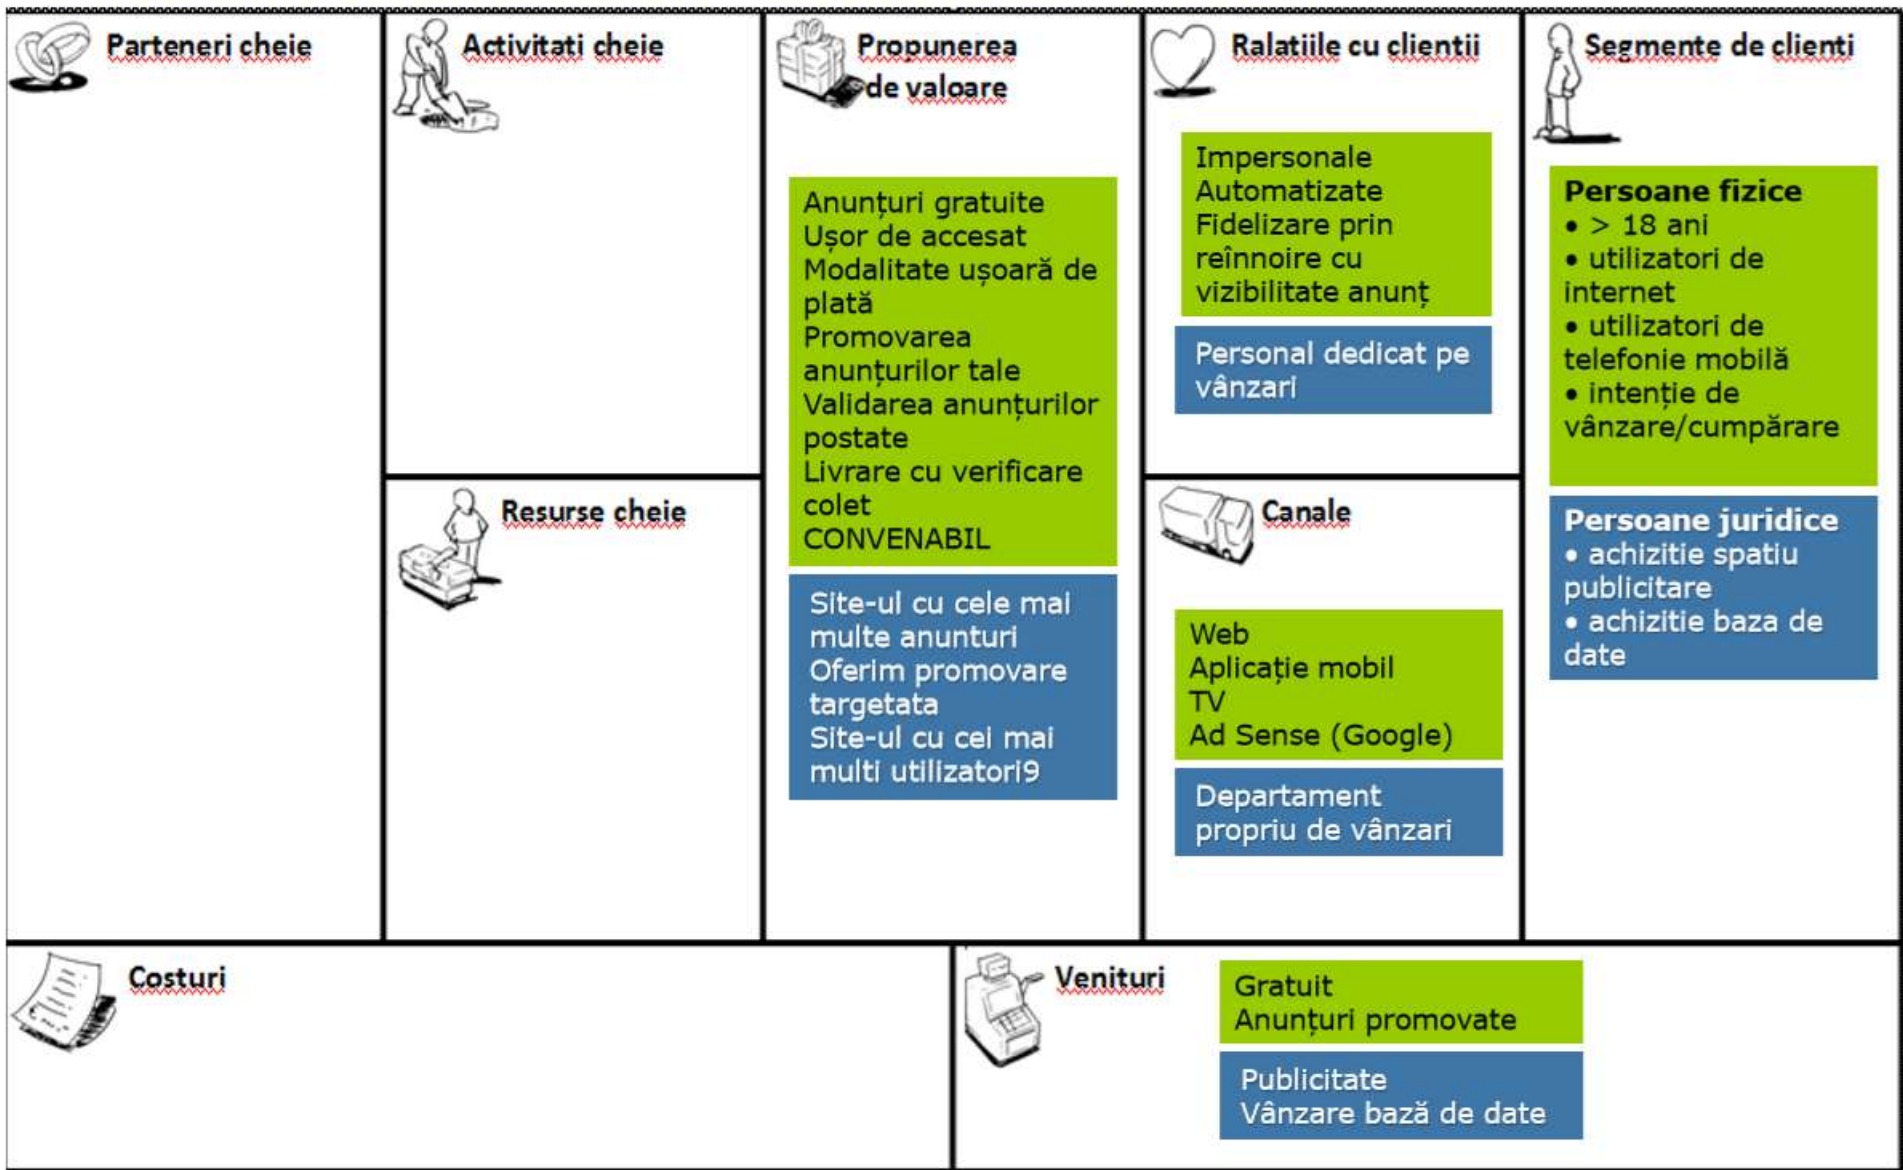 Parteneri cheie
Activitati cheie
Propunerea
de valoare
Anunțuri gratuite
Ușor de accesat
Modalitate ușoară de
plată
Promovarea
anunțurilor tale
Validarea anunțurilor
postate
Livrare cu verificare
colet
CONVENABIL
Site-ul cu cele mai
multe anunturi
Oferim promovare
targetata
Site-ul cu cei mai
multi utilizatori9
Ralatiile cu clientii
Impersonale
Automatizate
Fidelizare prin
reînnoire cu
vizibilitate anunț
Personal dedicat pe
vânzari
Segmente de clienti
Persoane fizice
• > 18 ani
• utilizatori de
internet
• utilizatori de
telefonie mobilă
• intenție de
vânzare/cumpărare
Persoane juridice
• achizitie spatiu
publicitare
• achizitie baza de
date
Resurse cheie
Canale
Web
Aplicație mobil
TV
Ad Sense (Google)
Departament
propriu de vânzari
Costuri
Venituri
Gratuit
Anunțuri promovate
Publicitate
Vânzare bază de date